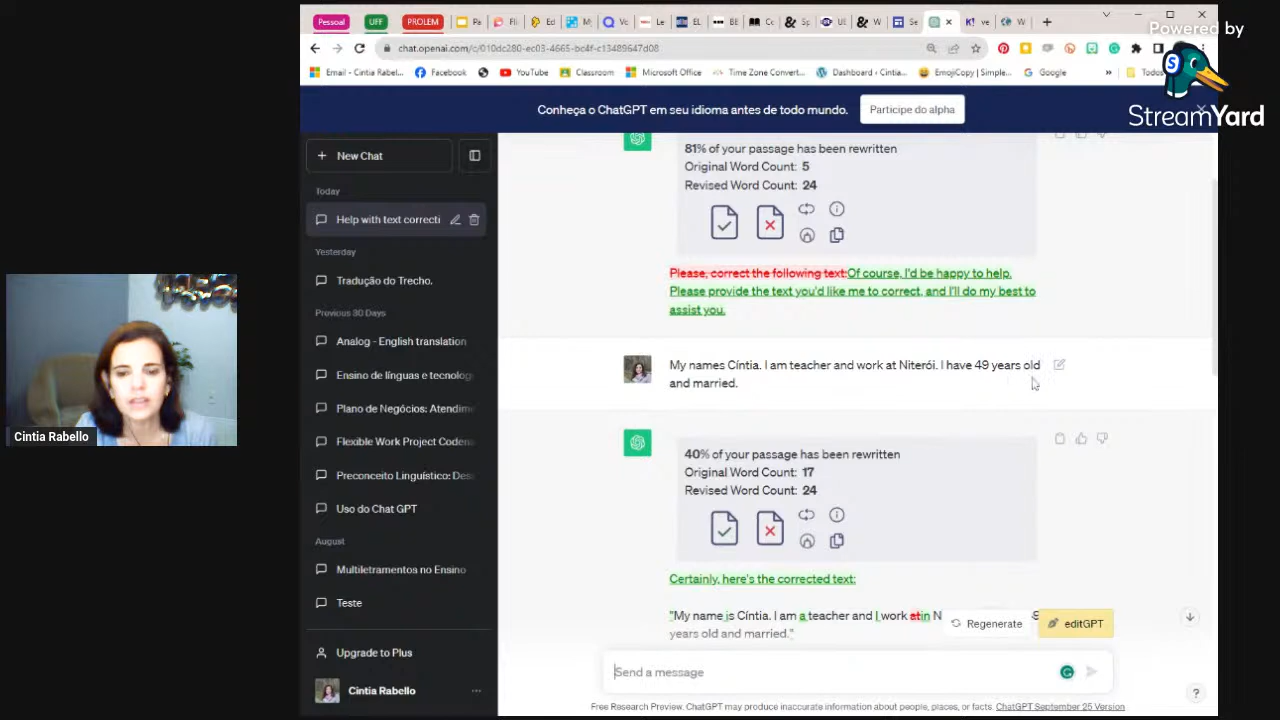 Powered by
StreamYard
Pessoal
UFF
PROLEM
chat.openai.com/c/010dc280-ec03-4665-bc4f-c13489647d08
Email - Cintia Rabel...
Facebook
YouTube
Classroom
Microsoft Office
Time Zone Convert...
Dashboard ‹ Cintia...
EmojiCopy | Simple...
Google
»
Todos
Conheça o ChatGPT em seu idioma antes de todo mundo.
Participe do alpha
+ New Chat
Today
Help with text correcti
Yesterday
Tradução do Trecho.
Previous 30 Days
Analog - English translation
Ensino de línguas e tecnolog
Plano de Negócios: Atendime
Flexible Work Project Codena
Preconceito Linguístico: Des
Uso do Chat GPT
August
Multiletramentos no Ensino
Teste
Upgrade to Plus
Cintia Rabello
81% of your passage has been rewritten
Original Word Count: 5
Revised Word Count: 24
Please, correct the following text:Of course, I'd be happy to help.
Please provide the text you'd like me to correct, and I'll do my best to
assist you.
My names Cíntia. I am teacher and work at Niterói. I have 49 years old
and married.
40% of your passage has been rewritten
Original Word Count: 17
Revised Word Count: 24
Certainly, here's the corrected text:
"My name is Cíntia. I am a teacher and I work atin N
years old and married."
Regenerate
editGPT
Send a message
Free Research Preview. ChatGPT may produce inaccurate information about people, places, or facts. ChatGPT September 25 Version
?
Cintia Rabello